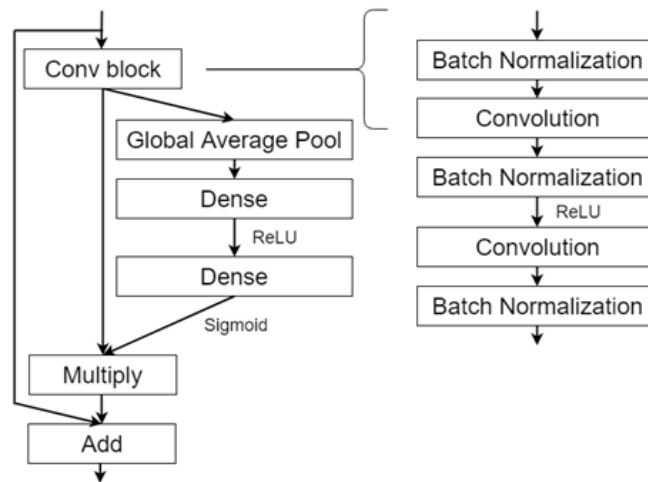 Conv block
Global Average Pool
Dense
ReLU
Dense
Sigmoid
Multiply
Add
Batch Normalization
Convolution
Batch Normalization
ReLU
Convolution
Batch Normalization